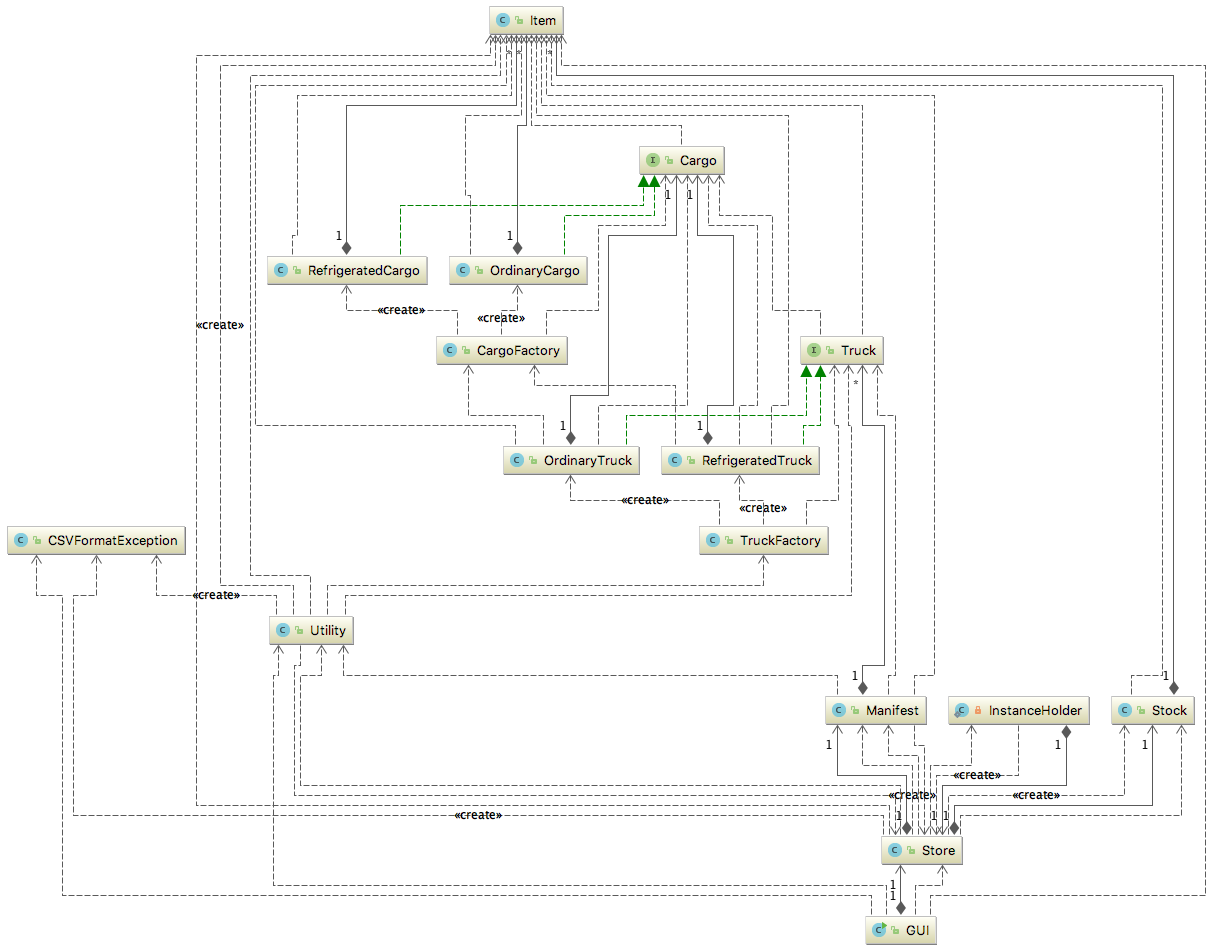 Item
* * *
Cargo
1 1
1 1
RefrigeratedCargo OrdinaryCargo
«create» «create»
«create»
CargoFactory Truck
*
1 1
OrdinaryTruck RefrigeratedTruck
«create» «create»
CSVFormatException TruckFactory
«create»
Utility
1 1
Manifest InstanceHolder Stock
1 1 1
«create»
«create» «create»
«create» 1 1 1
Store
1
1
GUI